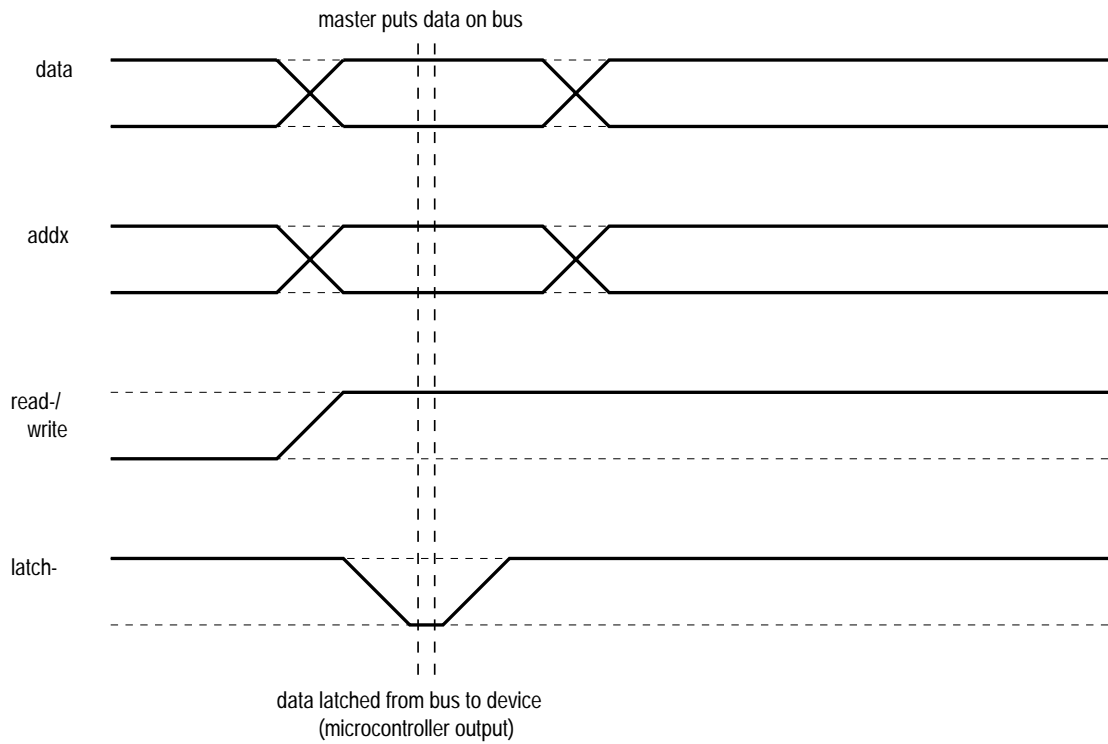 master puts data on bus
data
addx
read-/
write
latch-
data latched from bus to device
(microcontroller output)